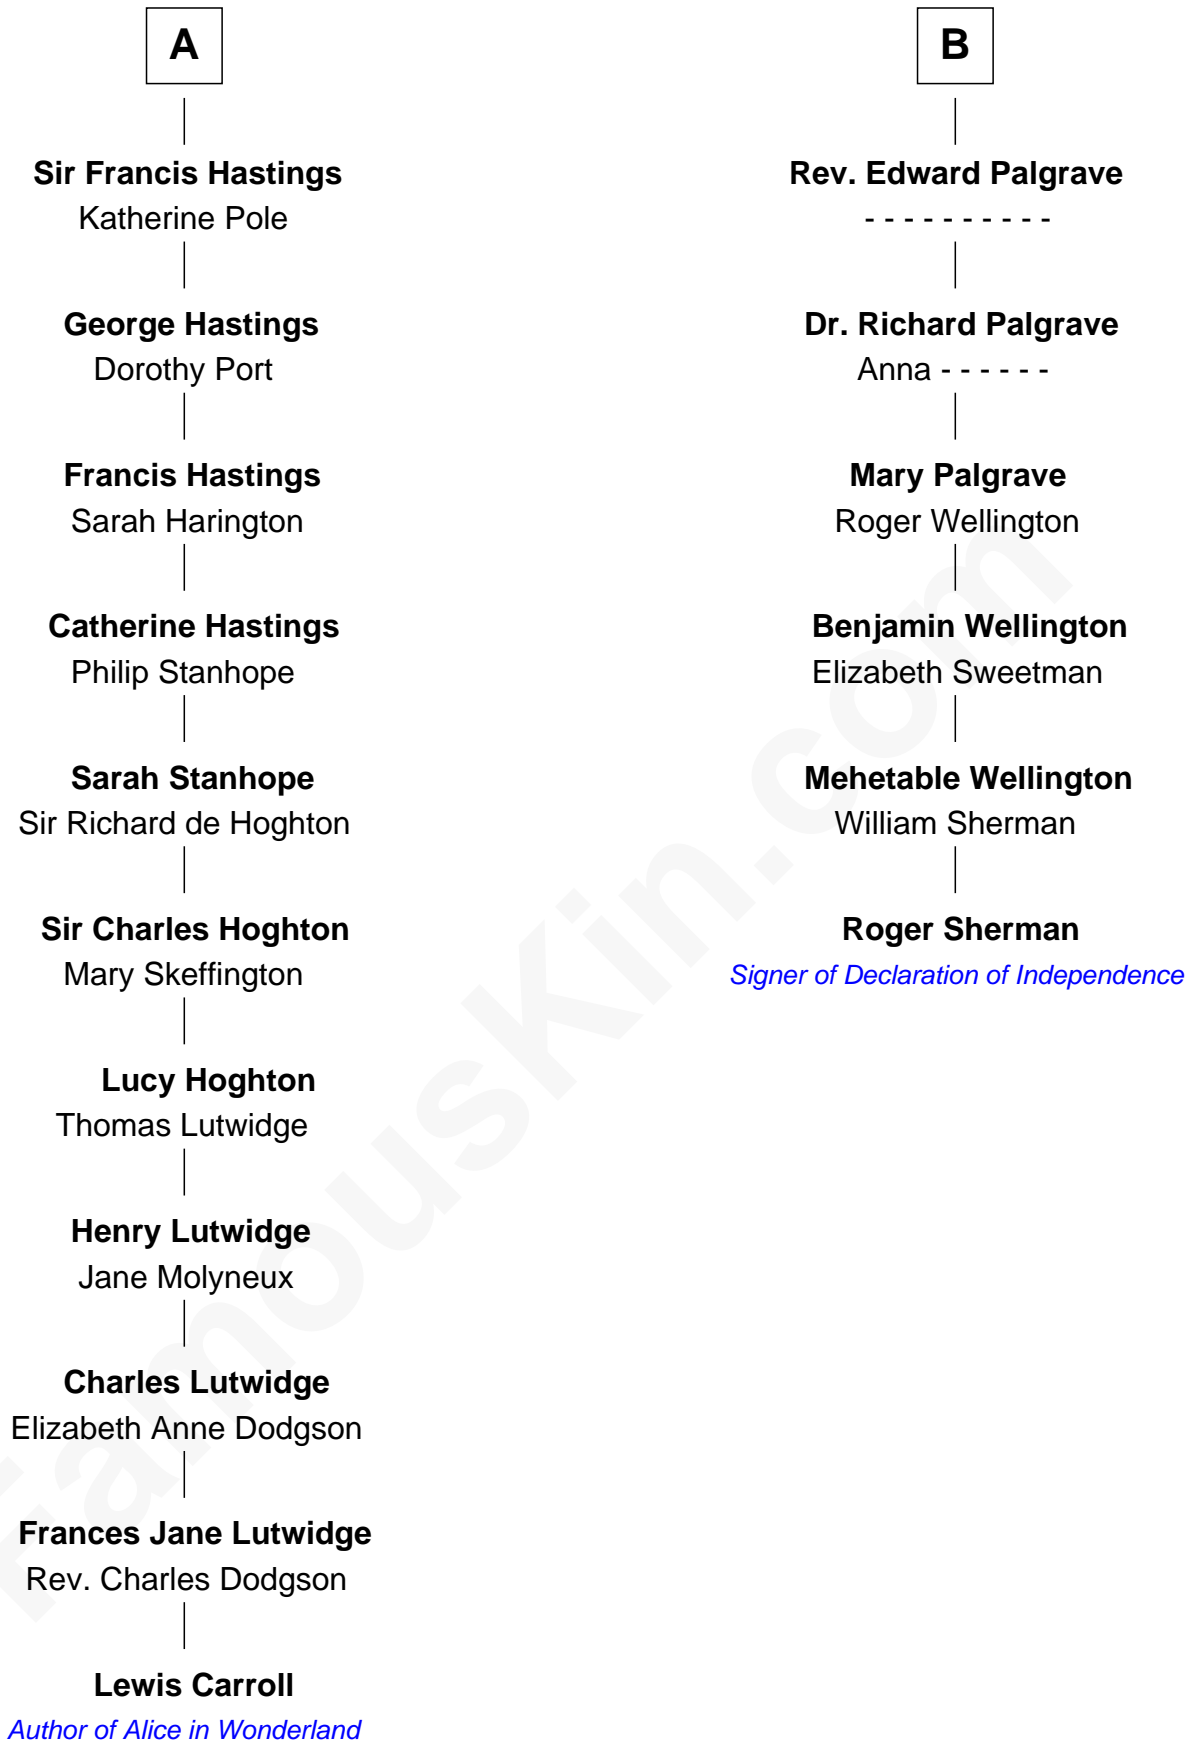 A
Sir Francis Hastings
Katherine Pole
George Hastings
Dorothy Port
Francis Hastings
Sarah Harington
Catherine Hastings
Philip Stanhope
Sarah Stanhope
Sir Richard de Hoghton
Sir Charles Hoghton
Mary Skeffington
Lucy Hoghton
Thomas Lutwidge
Henry Lutwidge
Jane Molyneux
Charles Lutwidge
Elizabeth Anne Dodgson
Frances Jane Lutwidge
Rev. Charles Dodgson
Lewis Carroll
Author of Alice in Wonderland
B
Rev. Edward Palgrave
- - - - - - - - - -
Dr. Richard Palgrave
Anna - - - - - -
Mary Palgrave
Roger Wellington
Benjamin Wellington
Elizabeth Sweetman
Mehetable Wellington
William Sherman
Roger Sherman
Signer of Declaration of Independence
FamousKin.com